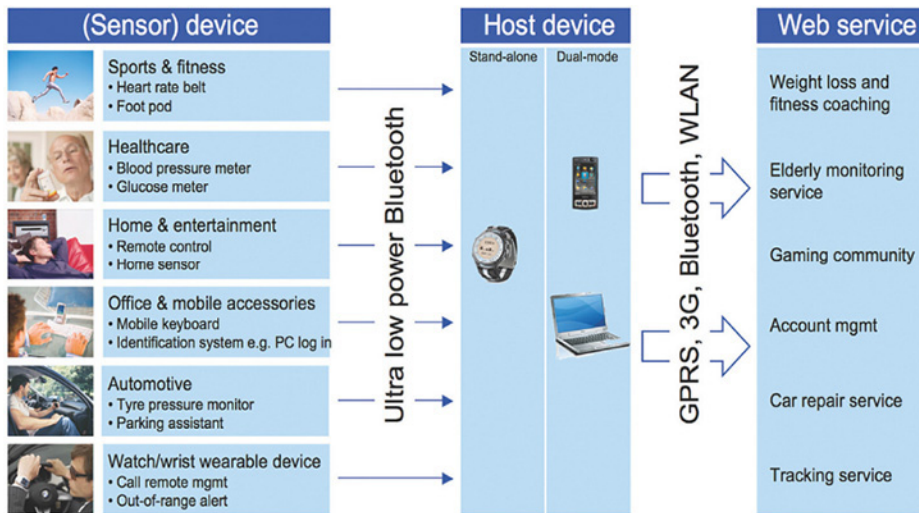 (Sensor) device
Host device
Web service
Stand-alone
Dual-mode
Sports & fitness
• Heart rate belt
• Foot pod
Healthcare
• Blood pressure meter
• Glucose meter
Home & entertainment
• Remote control
• Home sensor
Office & mobile accessories
• Mobile keyboard
• Identification system e.g. PC log in
Automotive
• Tyre pressure monitor
• Parking assistant
Watch/wrist wearable device
• Call remote mgmt
• Out-of-range alert
Ultra low power Bluetooth
GPRS, 3G, Bluetooth, WLAN
Weight loss and
fitness coaching
Elderly monitoring
service
Gaming community
Account mgmt
Car repair service
Tracking service